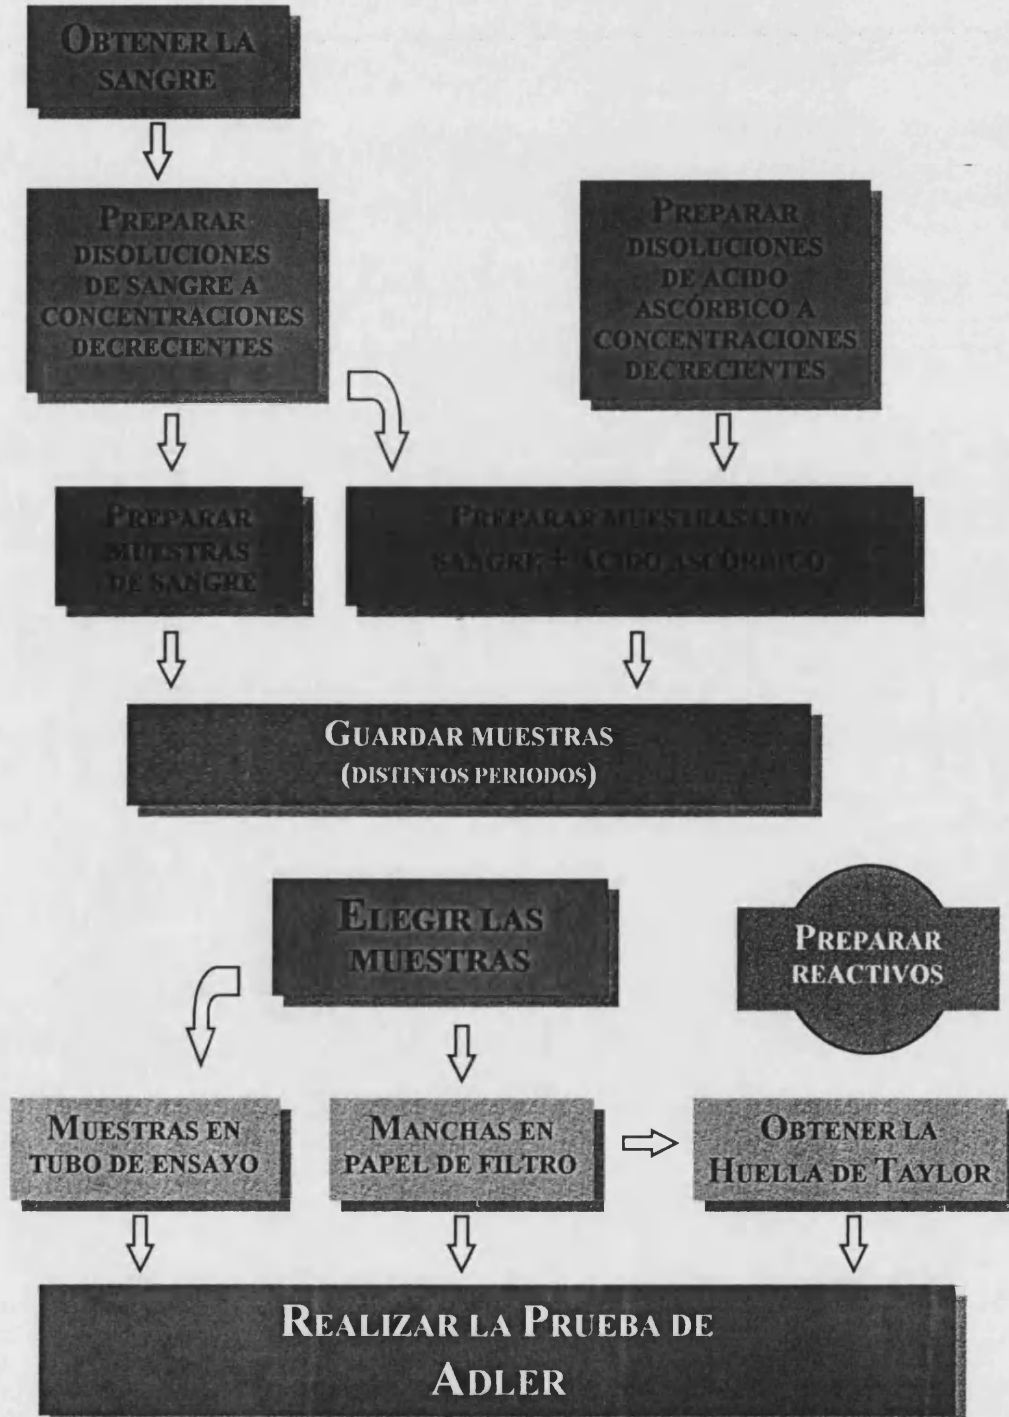 OBTENER LA
SANGRE
PREPARAR
DISOLUCIONES
DE SANGRE A
CONCENTRACIONES
DECRECIENTES
PREPARAR
DISOLUCIONES
DE ACIDO
ASCÓRBICO A
CONCENTRACIONES
DECRECIENTES
PREPARAR
MUESTRAS
DE SANGRE
PREPARAR MUESTRAS CON
SANGRE + ÁCIDO ASCÓRBICO
GUARDAR MUESTRAS
(DISTINTOS PERIODOS)
ELEGIR LAS
MUESTRAS
PREPARAR
REACTIVOS
MUESTRAS EN
TUBO DE ENSAYO
MANCHAS EN
PAPEL DE FILTRO
OBTENER LA
HUELLA DE TAYLOR
REALIZAR LA PRUEBA DE
ADLER